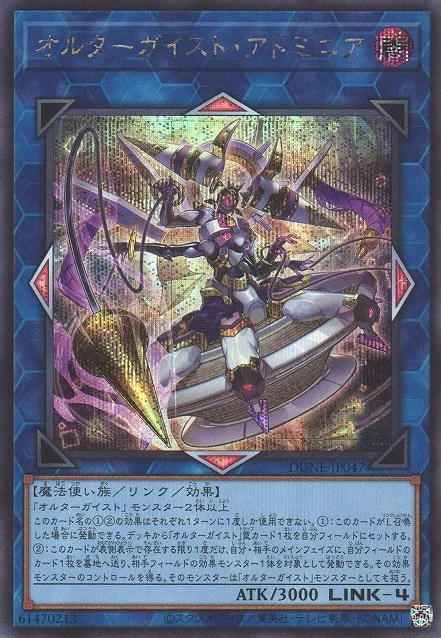 オルターガイスト・アドミニア
闇
DUNE-JP047
【魔法使い族／リンク／効果】
「オルターガイスト」モンスター2体以上
このカード名の①②の効果はそれぞれ1ターンに1度しか使用できない。①：このカードがL召喚
した場合に発動できる。デッキから「オルターガイスト」罠カード1枚を自分フィールドにセットする。
②：このカードが表側表示で存在する限り1度だけ、自分・相手のメインフェイズに、自分フィールドの
カード1枚を墓地へ送り、相手フィールドの効果モンスター1体を対象として発動できる。その効果
モンスターのコントロールを得る。そのモンスターは「オルターガイスト」モンスターとしても扱う。
ATK/3000 LINK-4
61470213 ©スタジオ・ダイス/集英社・テレビ東京・KONAMI